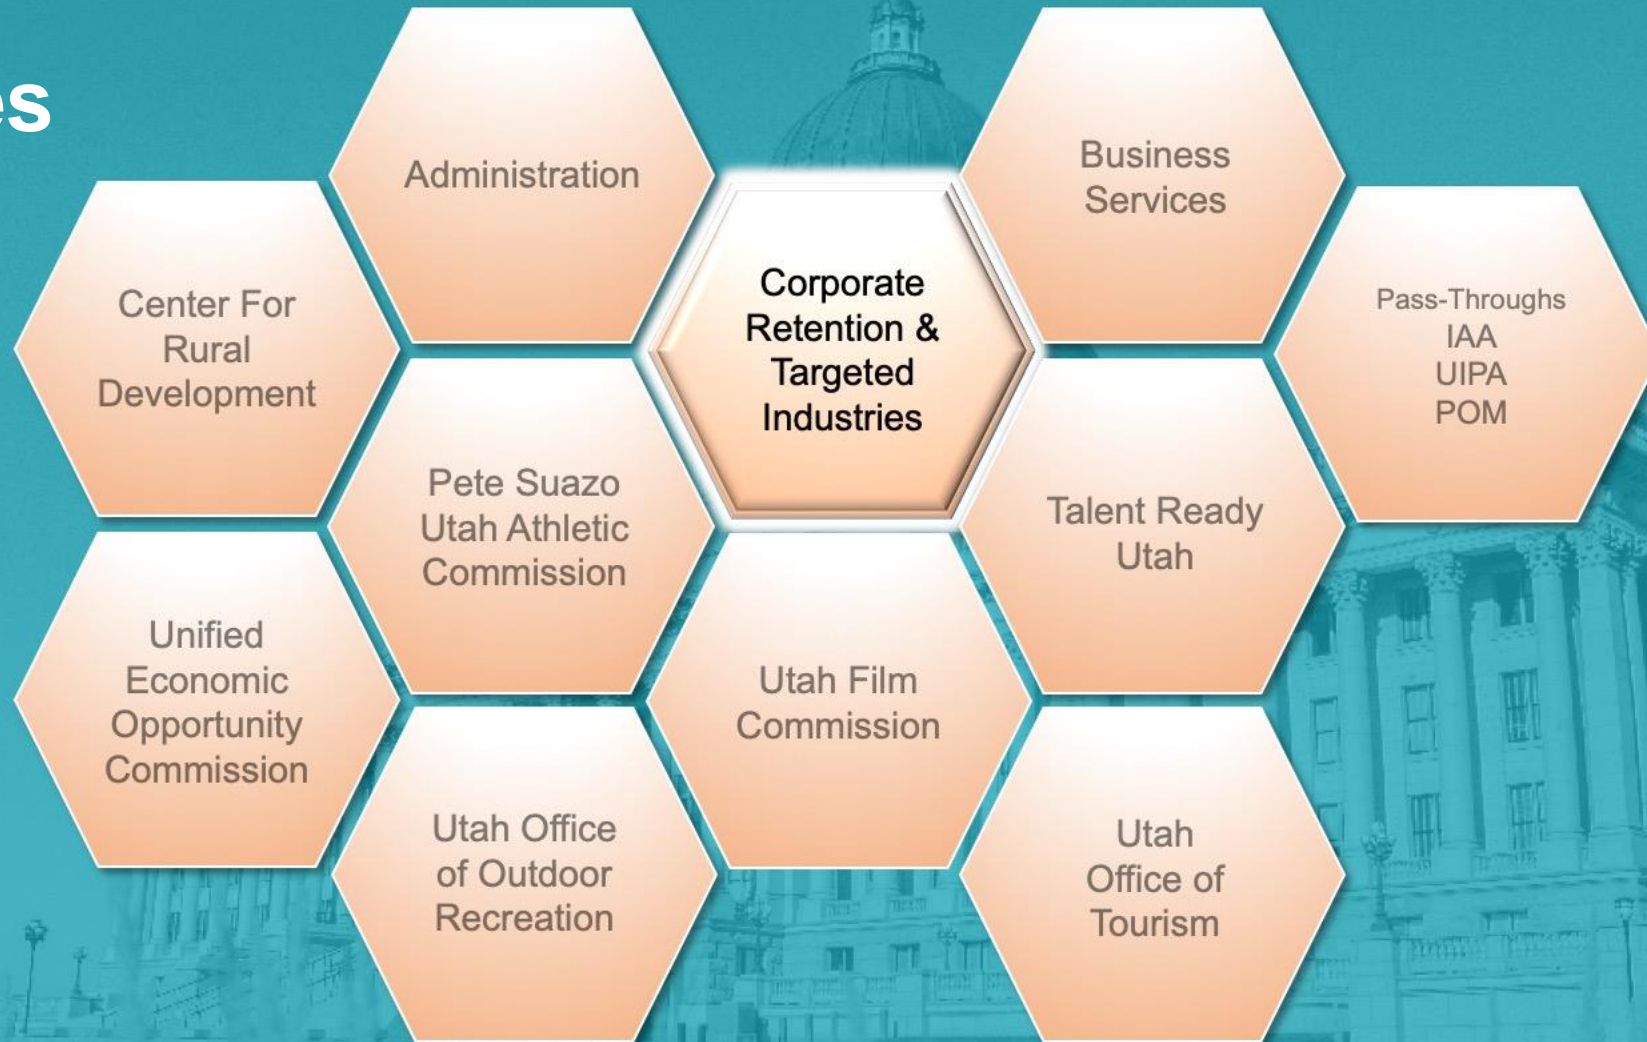 es
Administration
Business
Services
Center For
Rural
Development
Corporate
Retention &
Targeted
Industries
Pass-Throughs
IAA
UIPA
POM
Pete Suazo
Utah Athletic
Commission
Talent Ready
Utah
Unified
Economic
Opportunity
Commission
Utah Film
Commission
Utah Office
of Outdoor
Recreation
Utah
Office of
Tourism